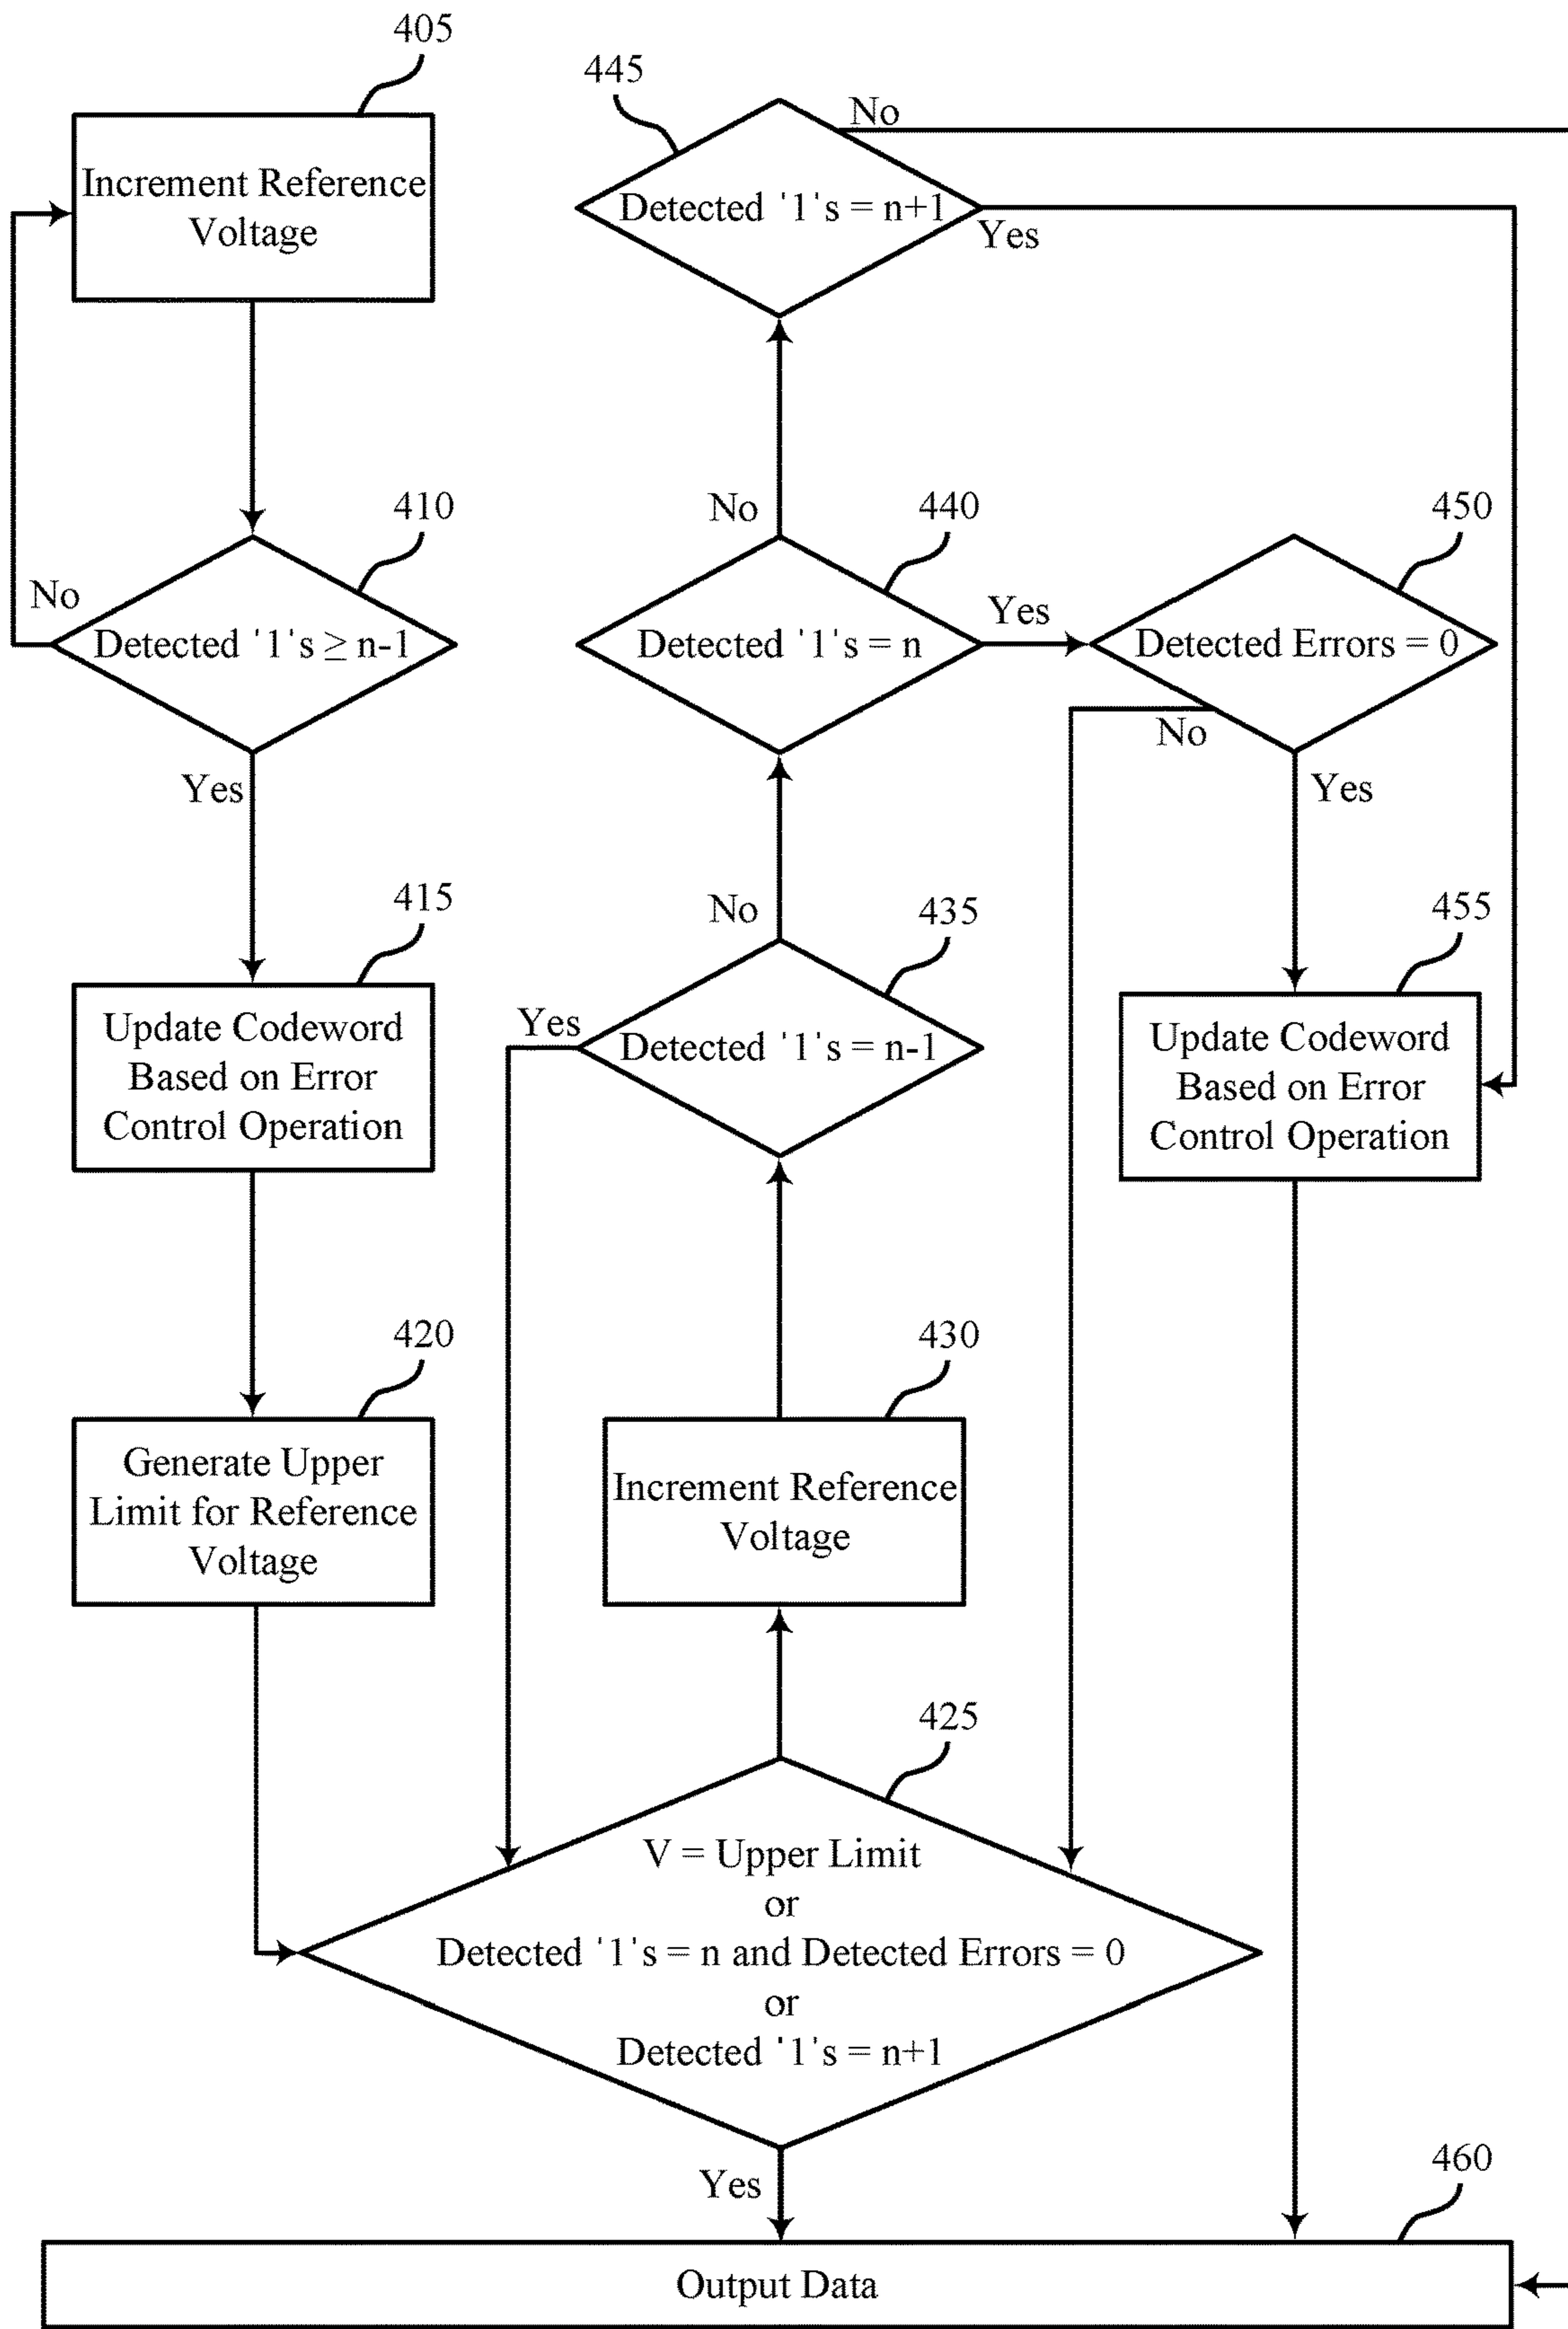 405
Increment Reference
Voltage
410
No
Detected '1's ≥ n-1
Yes
415
Update Codeword
Based on Error
Control Operation
420
Generate Upper
Limit for Reference
Voltage
445
No
Detected '1's = n+1
Yes
No
440
Yes
Detected '1's = n
450
Detected Errors = 0
No
Yes
No
435
Yes
Detected '1's = n-1
455
Update Codeword
Based on Error
Control Operation
430
Increment Reference
Voltage
425
V = Upper Limit
or
Detected '1's = n and Detected Errors = 0
or
Detected '1's = n+1
Yes
460
Output Data